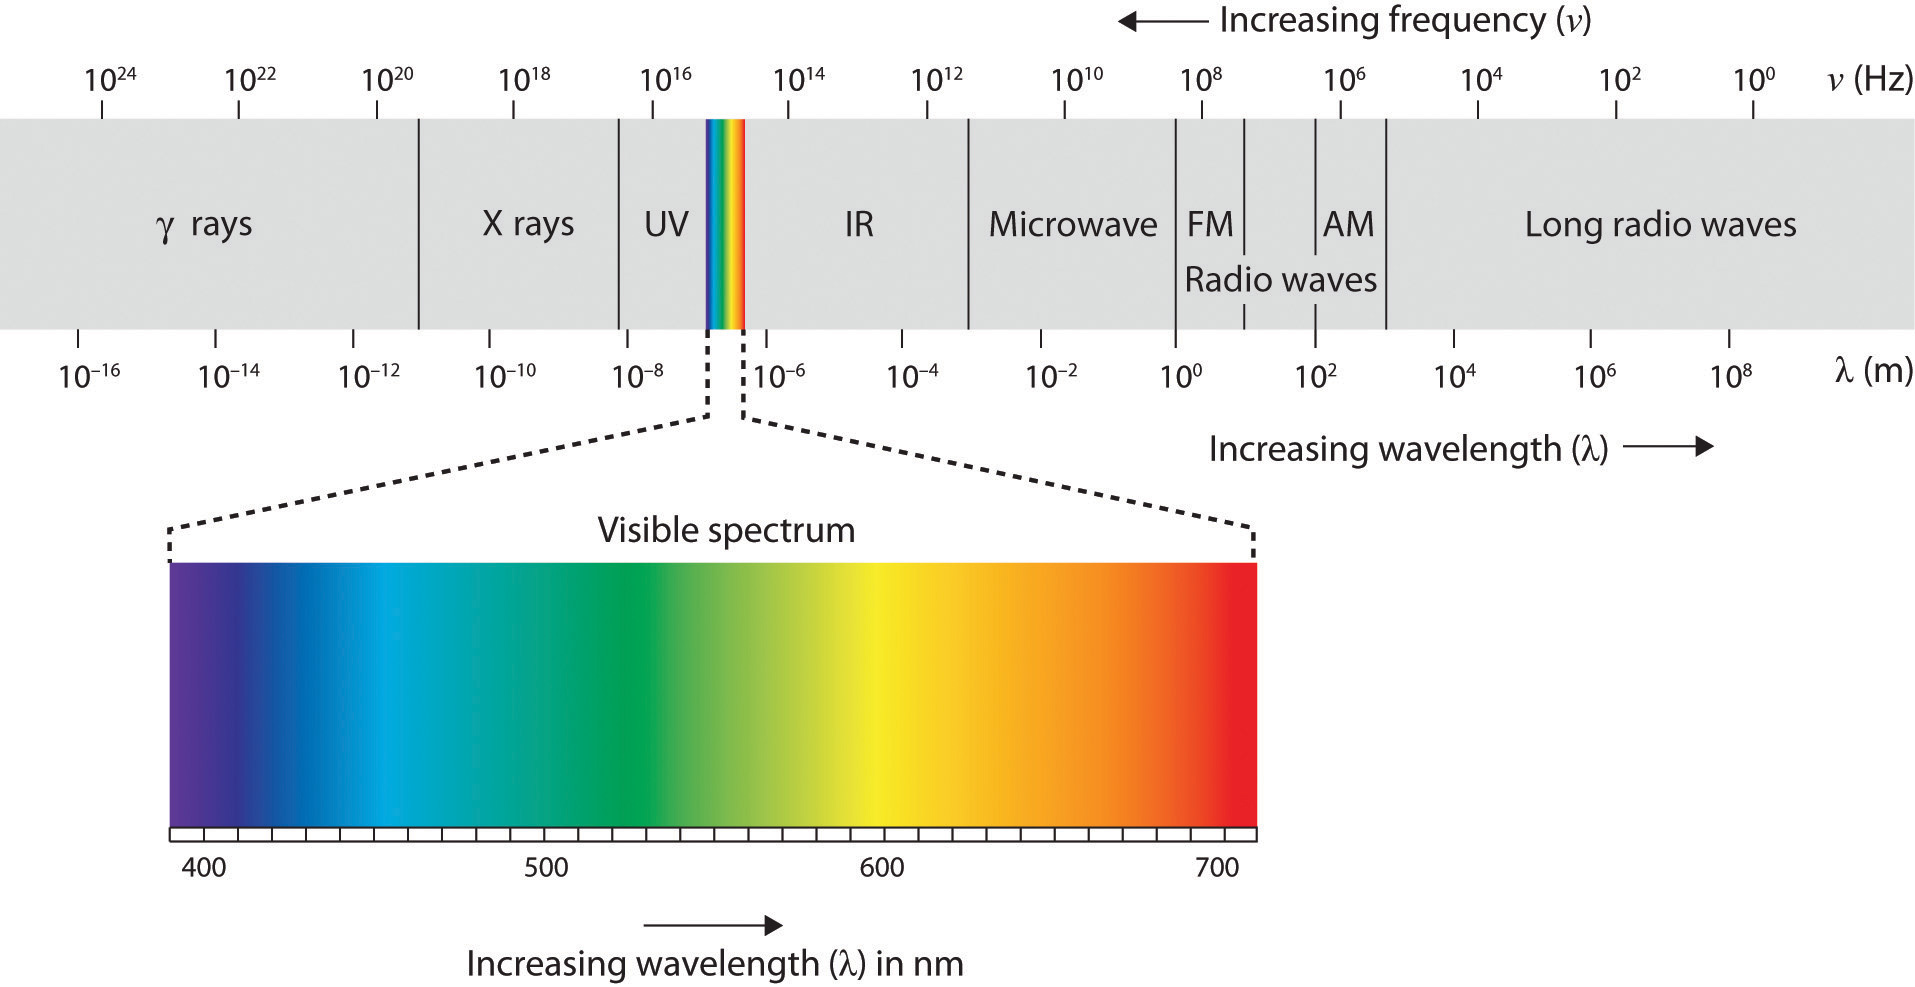 Increasing frequency (ν)
10²⁴ 10²² 10²⁰ 10¹⁸ 10¹⁶ 10¹⁴ 10¹² 10¹⁰ 10⁸ 10⁶ 10⁴ 10² 10⁰ ν (Hz)
γ rays X rays UV IR Microwave FM AM Long radio waves
Radio waves
10⁻¹⁶ 10⁻¹⁴ 10⁻¹² 10⁻¹⁰ 10⁻⁸ 10⁻⁶ 10⁻⁴ 10⁻² 10⁰ 10² 10⁴ 10⁶ 10⁸ λ (m)
Increasing wavelength (λ)
Visible spectrum
400 500 600 700
Increasing wavelength (λ) in nm